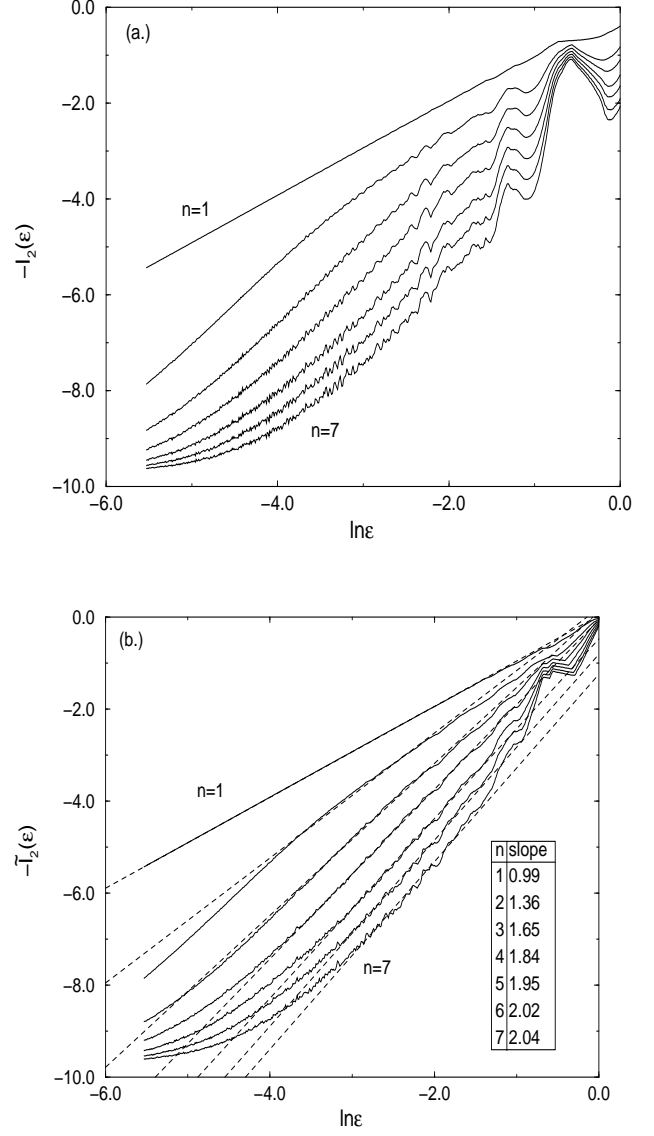 0.0
(a.)
−2.0
−4.0
n=1
−I₂(ε)
−6.0
−8.0
n=7
−10.0
−6.0 −4.0 −2.0 0.0
lnε
0.0
(b.)
−2.0
n=1
−4.0
−Ĩ₂(ε)
n slope
1 0.99
−6.0
2 1.36
3 1.65
4 1.84
n=7
5 1.95
−8.0
6 2.02
7 2.04
−10.0
−6.0 −4.0 −2.0 0.0
lnε